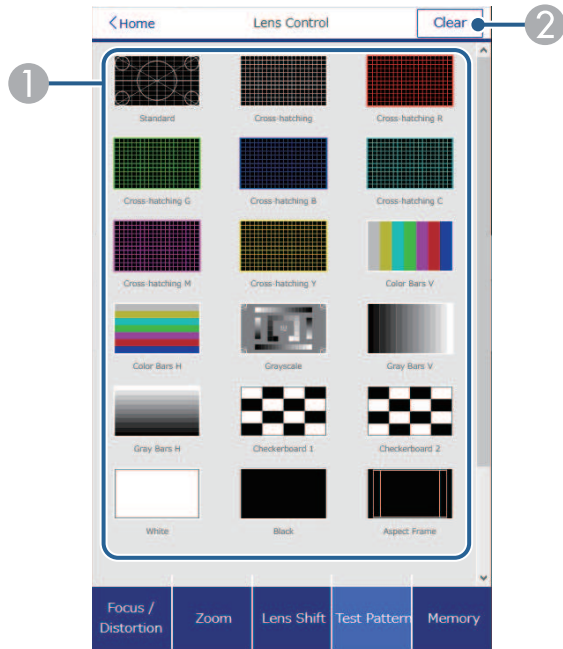 Home
Lens Control
Clear
2
1
Standard
Cross-hatching
Cross-hatching R
Cross-hatching G
Cross-hatching B
Cross-hatching C
Cross-hatching M
Cross-hatching Y
Color Bars V
Color Bars H
Grayscale
Gray Bars V
Gray Bars H
Checkerboard 1
Checkerboard 2
White
Black
Aspect Frame
Focus /
Distortion
Zoom
Lens Shift
Test Pattern
Memory